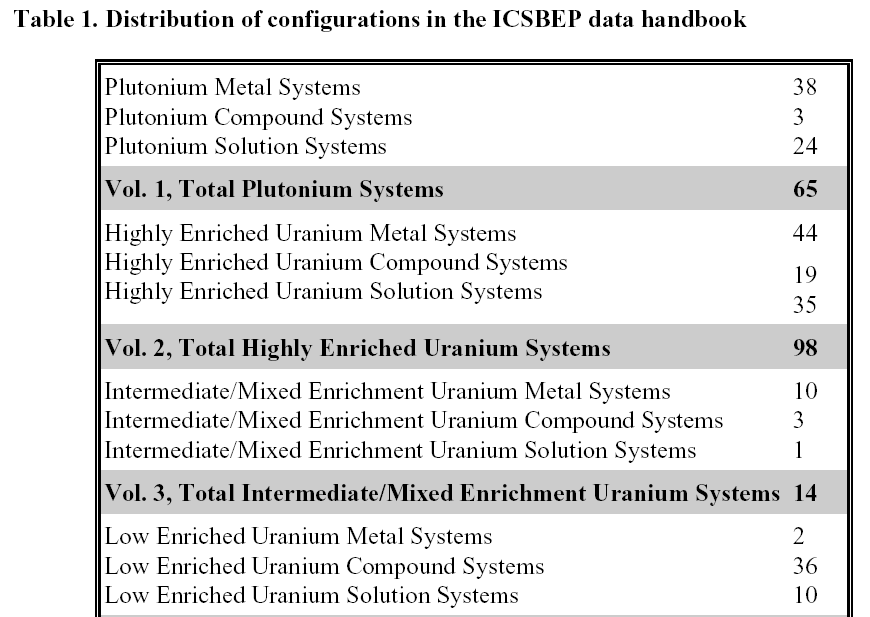 Table 1. Distribution of configurations in the ICSBEP data handbook
Plutonium Metal Systems 38
Plutonium Compound Systems 3
Plutonium Solution Systems 24
Vol. 1, Total Plutonium Systems 65
Highly Enriched Uranium Metal Systems 44
Highly Enriched Uranium Compound Systems 19
Highly Enriched Uranium Solution Systems 35
Vol. 2, Total Highly Enriched Uranium Systems 98
Intermediate/Mixed Enrichment Uranium Metal Systems 10
Intermediate/Mixed Enrichment Uranium Compound Systems 3
Intermediate/Mixed Enrichment Uranium Solution Systems 1
Vol. 3, Total Intermediate/Mixed Enrichment Uranium Systems 14
Low Enriched Uranium Metal Systems 2
Low Enriched Uranium Compound Systems 36
Low Enriched Uranium Solution Systems 10